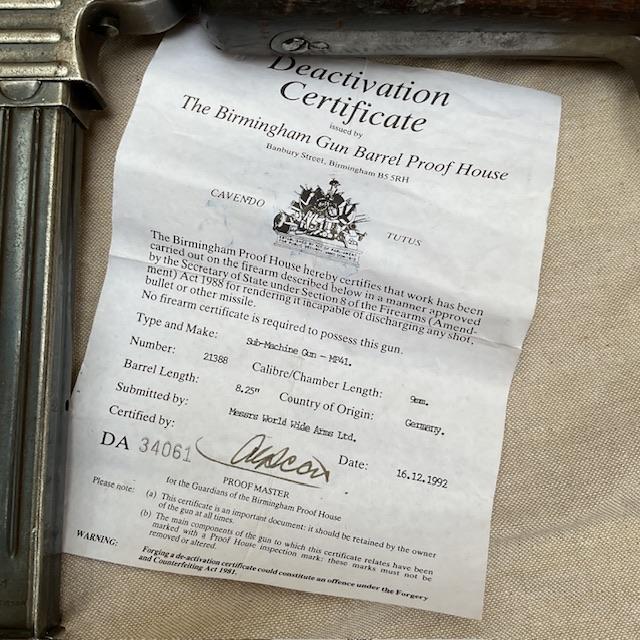 Deactivation
Certificate
issued by
The Birmingham Gun Barrel Proof House
Banbury Street, Birmingham B5 5RH
CAVENDO
TUTUS
The Birmingham Proof House hereby certifies that work has been
carried out on the firearm described below in a manner approved
by the Secretary of State under Section 8 of the Firearms (Amend-
ment) Act 1988 for rendering it incapable of discharging any shot,
bullet or other missile.
No firearm certificate is required to possess this gun.
Type and Make: Sub-Machine Gun - MP41.
Number: 21388 Calibre/Chamber Length: 9mm.
Barrel Length: 8.25" Country of Origin: Germany.
Submitted by: Messrs World Wide Arms Ltd.
Certified by:
DA 34061 Date: 16.12.1992
PROOF MASTER
for the Guardians of the Birmingham Proof House
Please note: (a) This certificate is an important document: it should be retained by the owner
of the gun at all times.
(b) The main components of the gun to which this certificate relates have been
marked with a Proof House inspection mark: these marks must not be
removed or altered.
WARNING: Forging a de-activation certificate could constitute an offence under the Forgery
and Counterfeiting Act 1981.